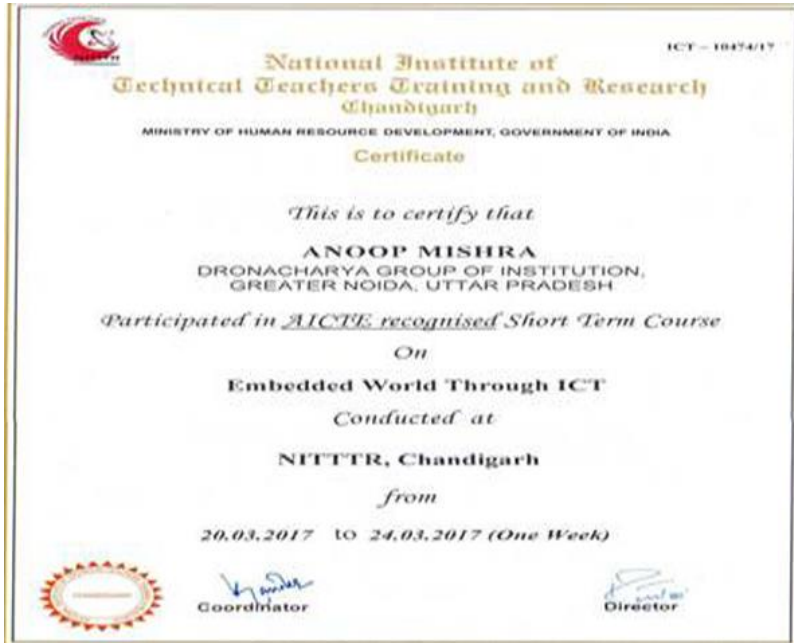 ICT - 10474/17
National Institute of
Technical Teachers Training and Research
Chandigarh
MINISTRY OF HUMAN RESOURCE DEVELOPMENT, GOVERNMENT OF INDIA
Certificate
This is to certify that
ANOOP MISHRA
DRONACHARYA GROUP OF INSTITUTION,
GREATER NOIDA, UTTAR PRADESH
Participated in AICTE recognised Short Term Course
On
Embedded World Through ICT
Conducted at
NITTTR, Chandigarh
from
20.03.2017 to 24.03.2017 (One Week)
Coordinator
Director